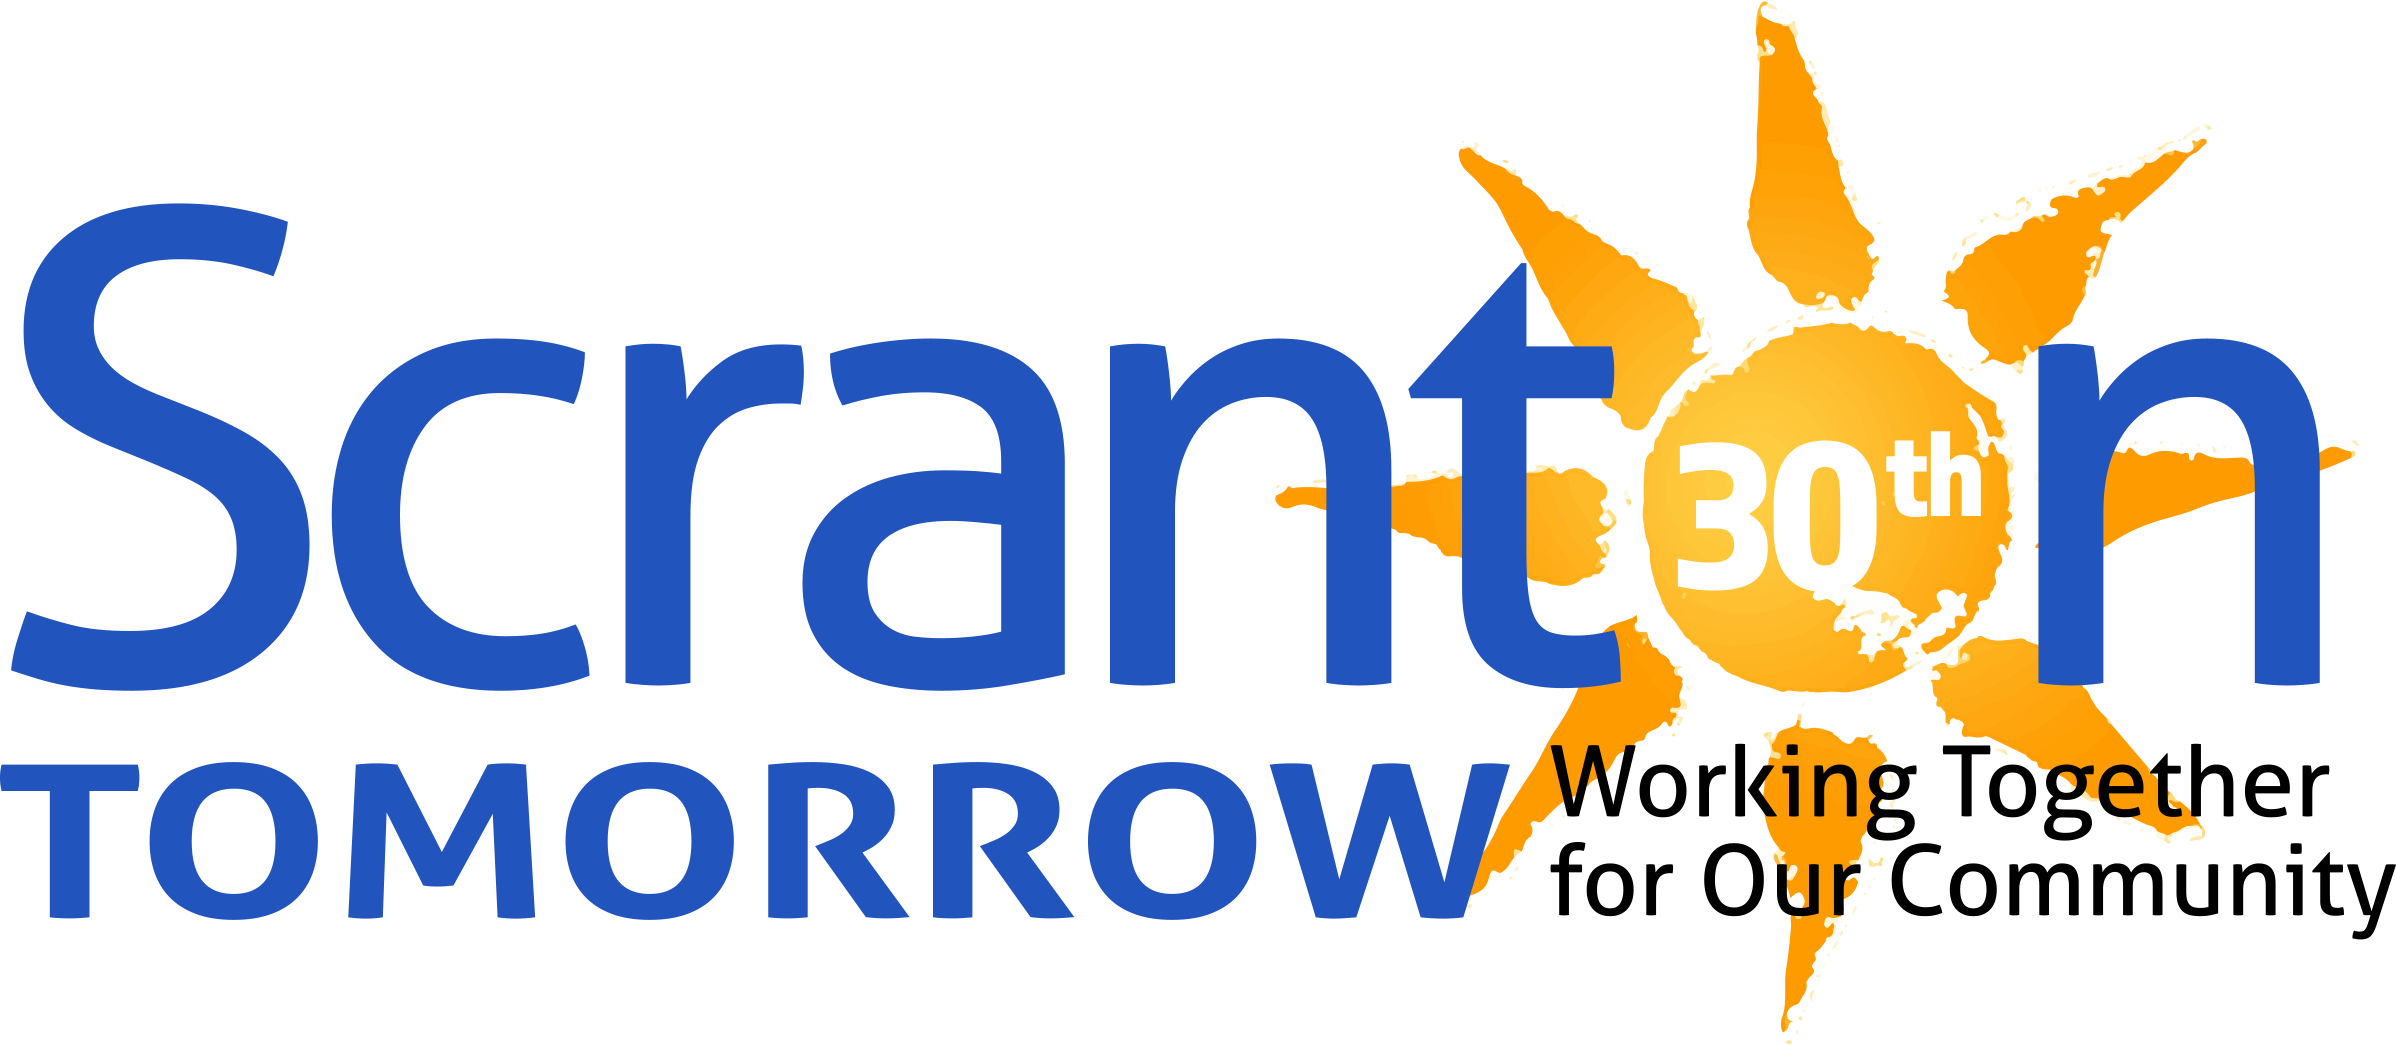 Scranton
30th
TOMORROW
Working Together
for Our Community